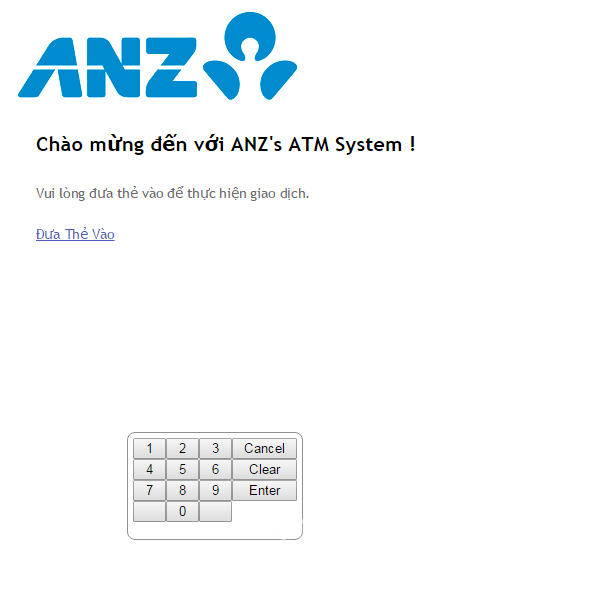 ANZ
Chào mừng đến với ANZ's ATM System !
Vui lòng đưa thẻ vào để thực hiện giao dịch.
Đưa Thẻ Vào
1 2 3 Cancel
4 5 6 Clear
7 8 9 Enter
0